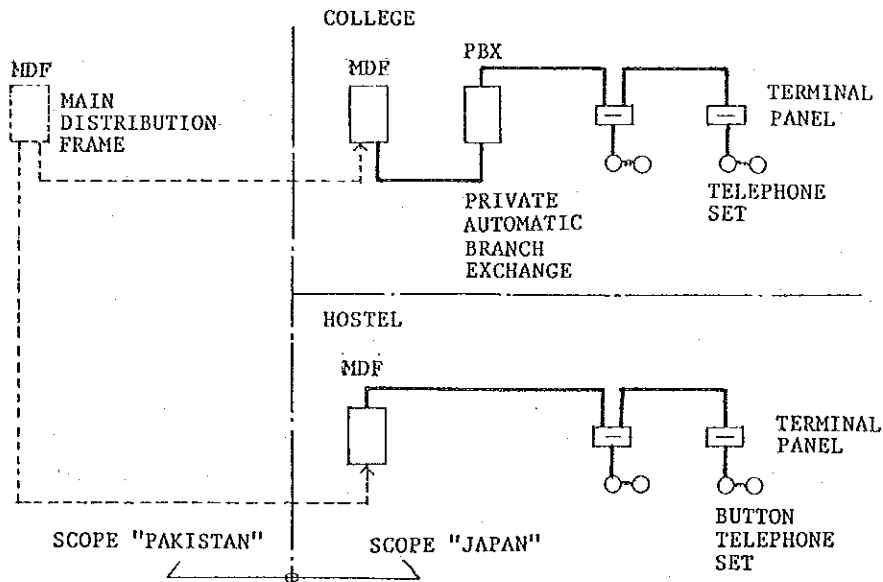 COLLEGE
MDF
MAIN
DISTRIBUTION
FRAME
MDF
PBX
TERMINAL
PANEL
TELEPHONE
SET
PRIVATE
AUTOMATIC
BRANCH
EXCHANGE
HOSTEL
MDF
TERMINAL
PANEL
BUTTON
TELEPHONE
SET
SCOPE "PAKISTAN"
SCOPE "JAPAN"